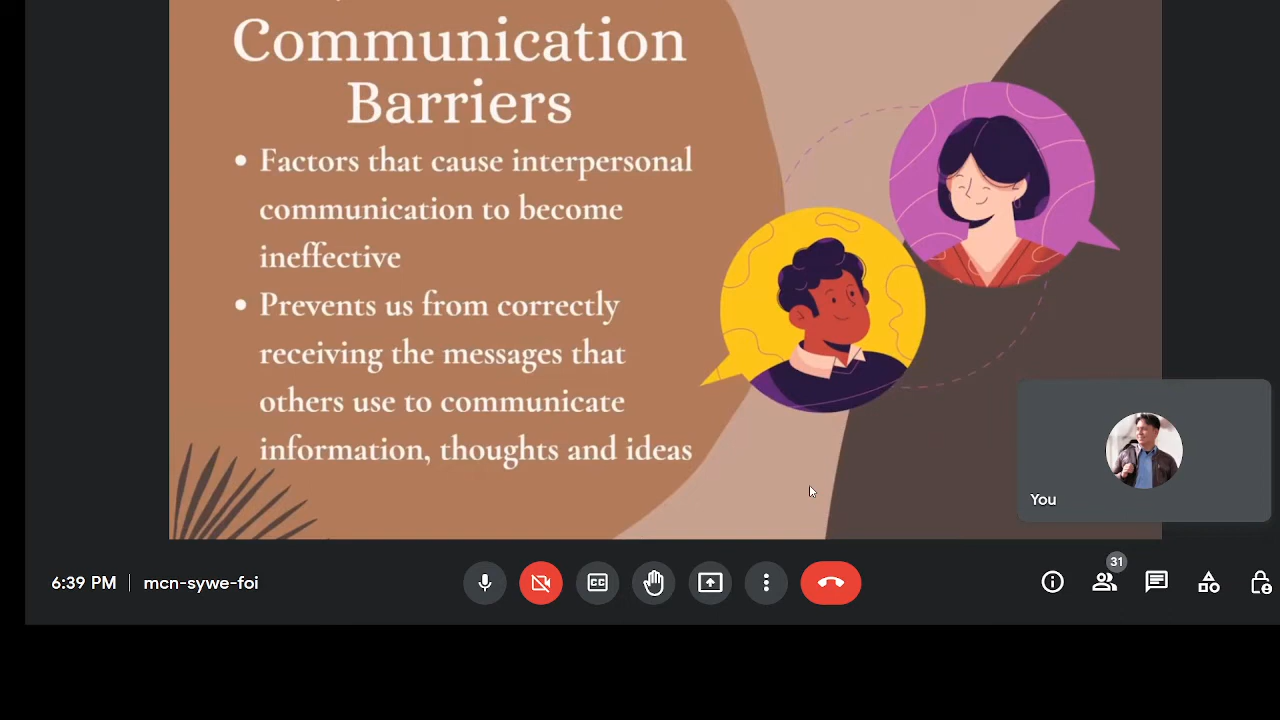 Communication
Barriers
• Factors that cause interpersonal
communication to become
ineffective
• Prevents us from correctly
receiving the messages that
others use to communicate
information, thoughts and ideas
You
6:39 PM | mcn-sywe-foi
CC
31